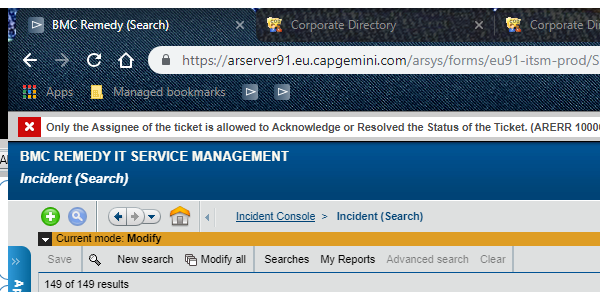 BMC Remedy (Search)
Corporate Directory
Corporate Di
https://arserver91.eu.capgemini.com/arsys/forms/eu91-itsm-prod/S
Apps
Managed bookmarks
Only the Assignee of the ticket is allowed to Acknowledge or Resolved the Status of the Ticket. (ARERR 1000
BMC REMEDY IT SERVICE MANAGEMENT
Incident (Search)
Incident Console > Incident (Search)
Current mode: Modify
Save New search Modify all Searches My Reports Advanced search Clear
149 of 149 results